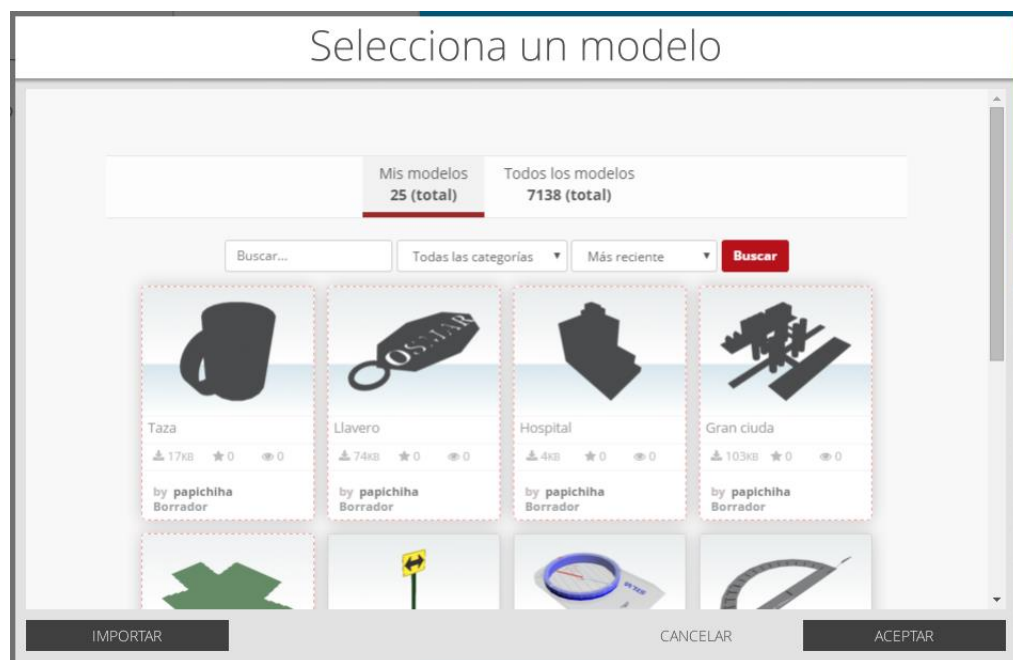 Selecciona un modelo
Mis modelos
25 (total)
Todos los modelos
7138 (total)
Buscar...
Todas las categorías
Más reciente
Buscar
OSMAR
Taza
17KB
0
0
by papichiha
Borrador
Llavero
74KB
0
0
by papichiha
Borrador
Hospital
4KB
0
0
by papichiha
Borrador
Gran ciuda
103KB
0
0
by papichiha
Borrador
IMPORTAR
CANCELAR
ACEPTAR